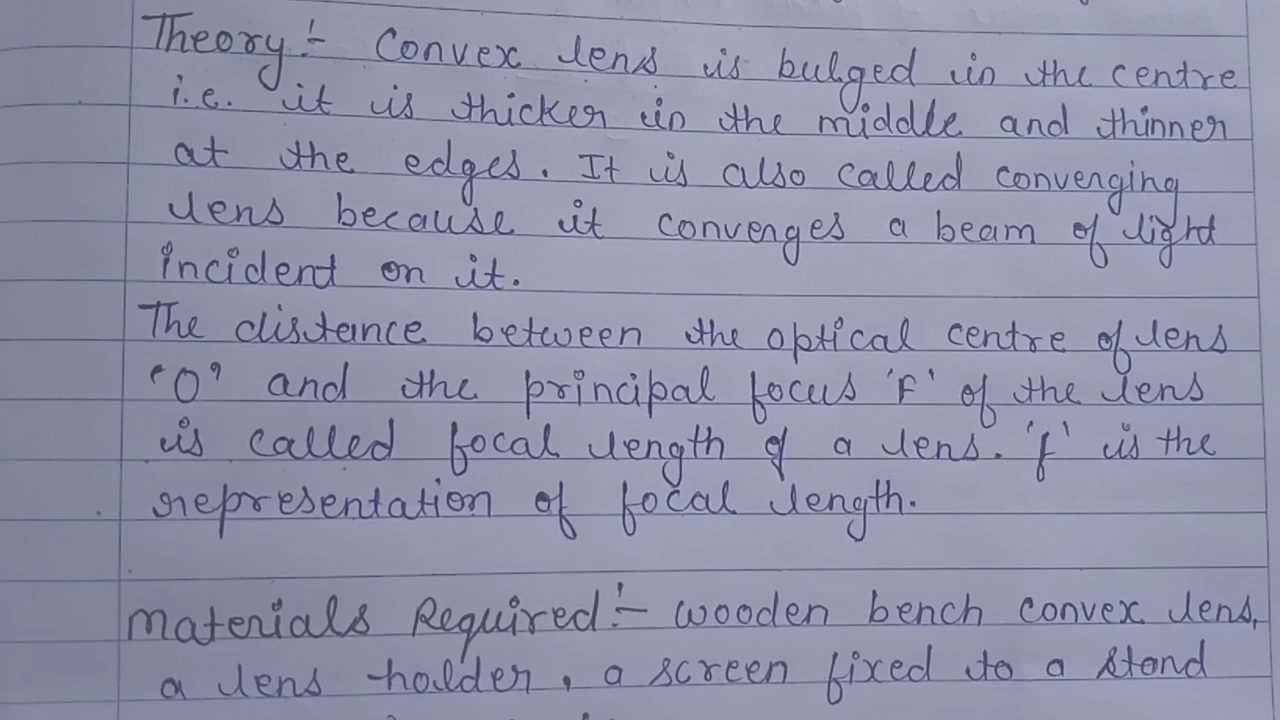 Theory :- Convex lens is bulged in the centre
i.e. it is thicker in the middle and thinner
at the edges. It is also called converging
lens because it converges a beam of light
incident on it.
The distance between the optical centre of lens
'O' and the principal focus 'F' of the lens
is called focal length of a lens. 'f' is the
representation of focal length.
Materials Required :- wooden bench convex lens,
a lens holder, a screen fixed to a stand